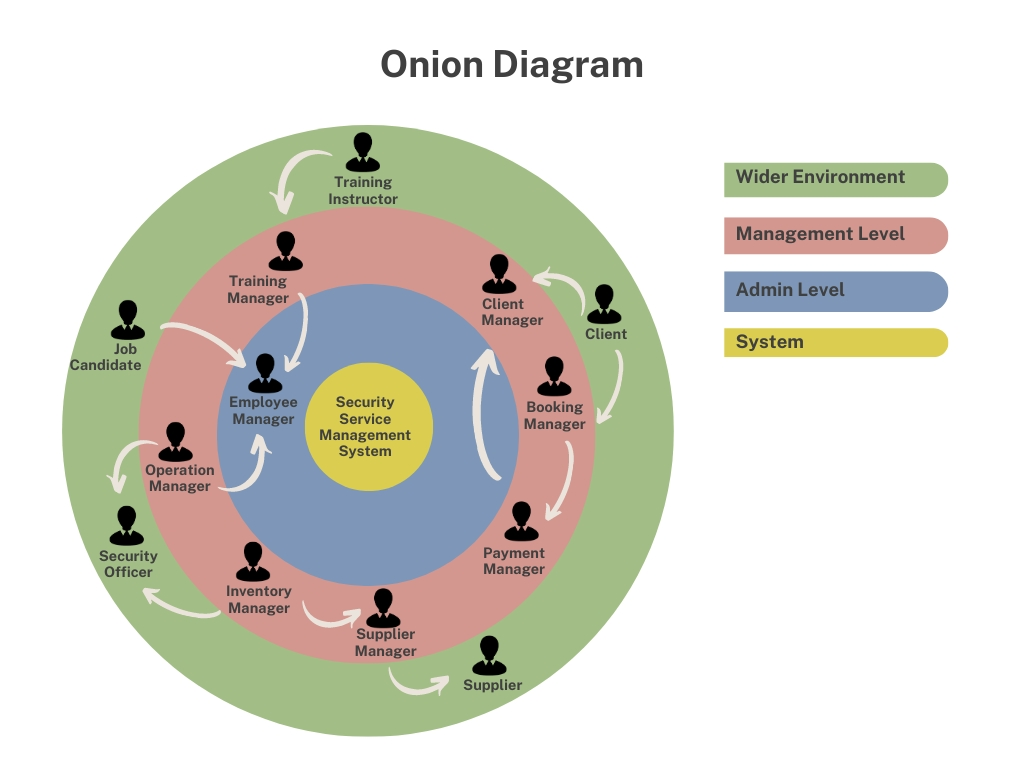 Onion Diagram
Training
Instructor
Wider Environment
Management Level
Admin Level
System
Training
Manager
Client
Manager
Client
Job
Candidate
Employee
Manager
Security
Service
Management
System
Booking
Manager
Operation
Manager
Security
Officer
Payment
Manager
Inventory
Manager
Supplier
Manager
Supplier